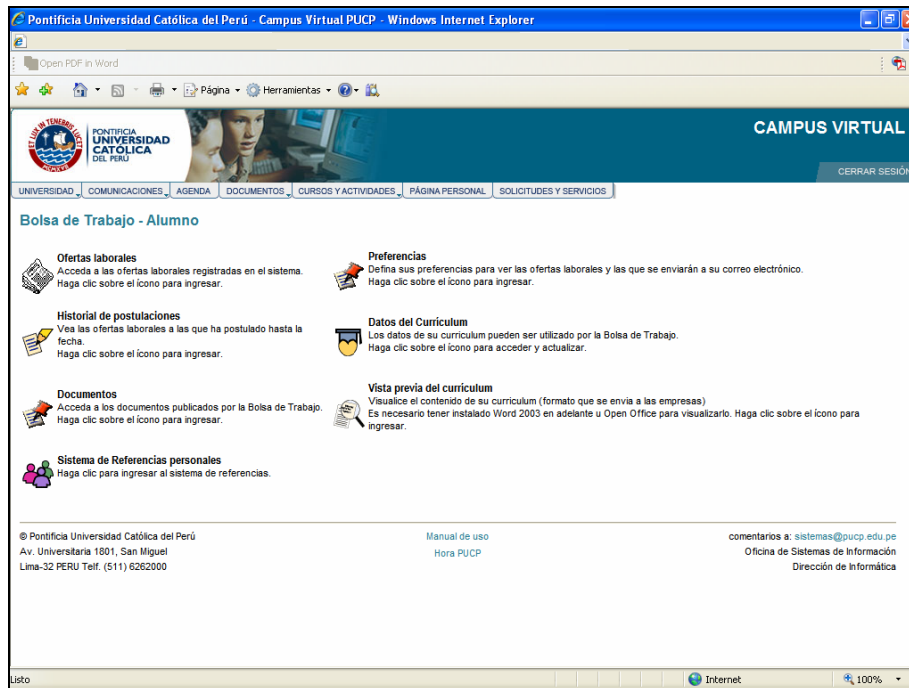 Pontificia Universidad Católica del Perú - Campus Virtual PUCP - Windows Internet Explorer
Open PDF in Word
Página
Herramientas
ET LUX IN TENEBRIS LUCET
MCMXVII
PONTIFICIA
UNIVERSIDAD
CATÓLICA
DEL PERÚ
CAMPUS VIRTUAL
CERRAR SESIÓN
UNIVERSIDAD COMUNICACIONES AGENDA DOCUMENTOS CURSOS Y ACTIVIDADES PÁGINA PERSONAL SOLICITUDES Y SERVICIOS
Bolsa de Trabajo - Alumno
Ofertas laborales
Acceda a las ofertas laborales registradas en el sistema.
Haga clic sobre el ícono para ingresar.
Preferencias
Defina sus preferencias para ver las ofertas laborales y las que se enviarán a su correo electrónico.
Haga clic sobre el ícono para ingresar.
Historial de postulaciones
Vea las ofertas laborales a las que ha postulado hasta la
fecha.
Haga clic sobre el ícono para ingresar.
Datos del Currículum
Los datos de su curriculum pueden ser utilizado por la Bolsa de Trabajo.
Haga clic sobre el ícono para acceder y actualizar.
Documentos
Acceda a los documentos publicados por la Bolsa de Trabajo.
Haga clic sobre el ícono para ingresar.
Vista previa del currículum
Visualice el contenido de su curriculum (formato que se envia a las empresas)
Es necesario tener instalado Word 2003 en adelante u Open Office para visualizarlo. Haga clic sobre el ícono para
ingresar.
Sistema de Referencias personales
Haga clic para ingresar al sistema de referencias.
© Pontificia Universidad Católica del Perú
Av. Universitaria 1801, San Miguel
Lima-32 PERU Telf. (511) 6262000
Manual de uso
Hora PUCP
comentarios a: sistemas@pucp.edu.pe
Oficina de Sistemas de Información
Dirección de Informática
Listo
Internet
100%